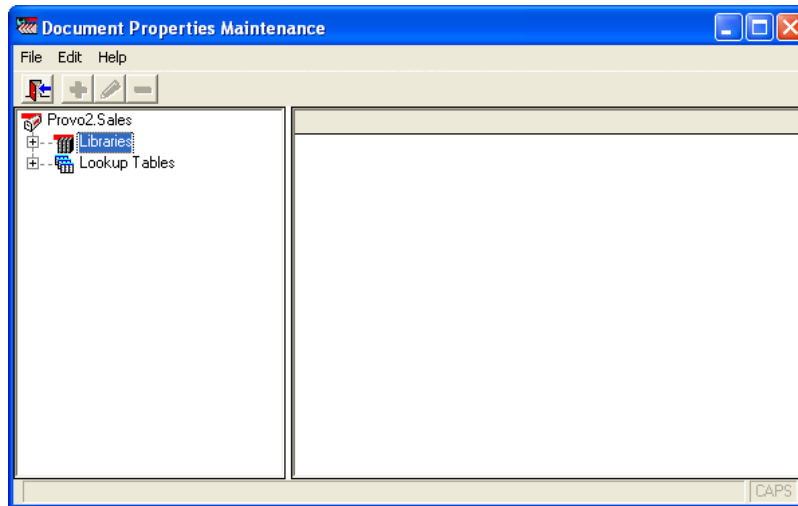 Document Properties Maintenance
File Edit Help
Provo2.Sales
Libraries
Lookup Tables
CAPS